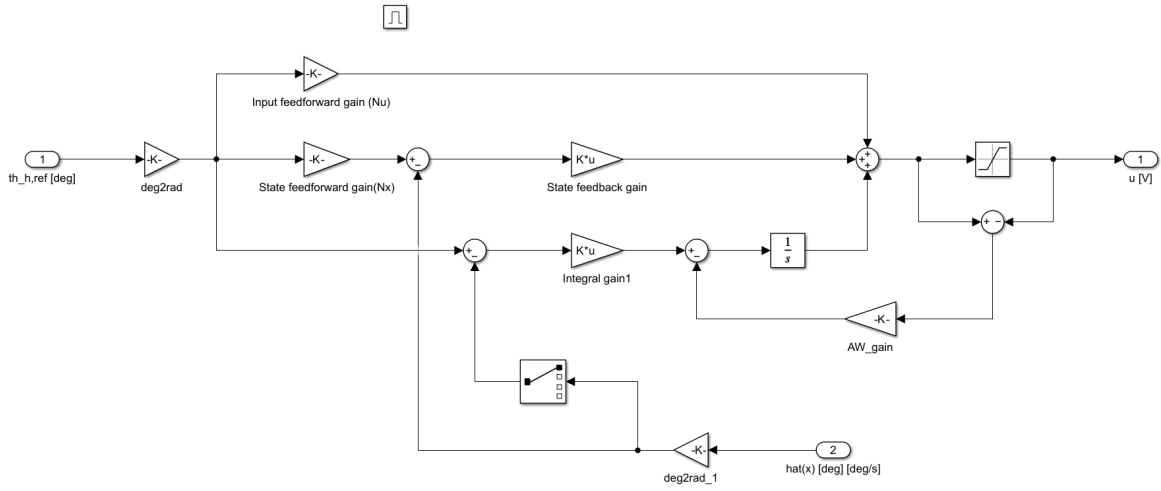 -K-
Input feedforward gain (Nu)
1
th_h,ref [deg]
-K-
deg2rad
-K-
State feedforward gain(Nx)
+
−
K*u
State feedback gain
+
+
+
1
u [V]
+
−
K*u
Integral gain1
+
−
1
s
+ −
-K-
AW_gain
-K-
deg2rad_1
2
hat(x) [deg] [deg/s]